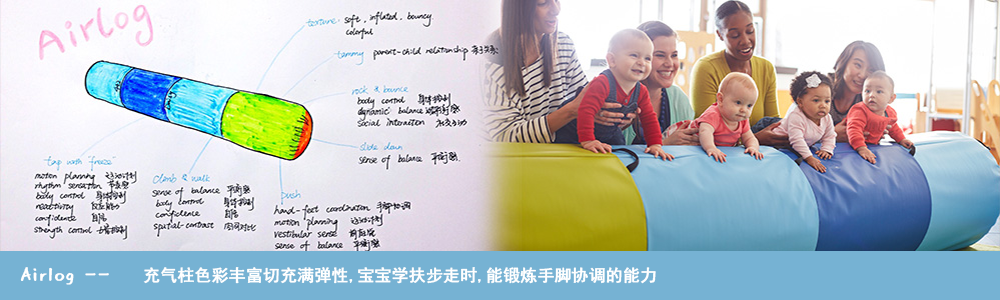 Airlog
texture
soft, inflated, bouncy
colorful
tummy
parent-child relationship 亲子关系
rock & bounce
body control 身体控制
dynamic balance
social interaction 社交互动
slide down
sense of balance 平衡感
"tap with "freeze"
motion planning 运动计划
rhythm sensation 节奏感
body control 身体控制
reactivity 反应能力
confidence 自信
strength control 力量控制
climb & walk
sense of balance 平衡感
body control 身体控制
confidence 自信
spatial-contrast 空间对比
push
hand-feet coordination 手脚协调
motion planning 运动计划
vestibular sense 前庭觉
sense of balance 平衡感
Airlog -- 充气柱色彩丰富切充满弹性,宝宝学扶步走时,能锻炼手脚协调的能力